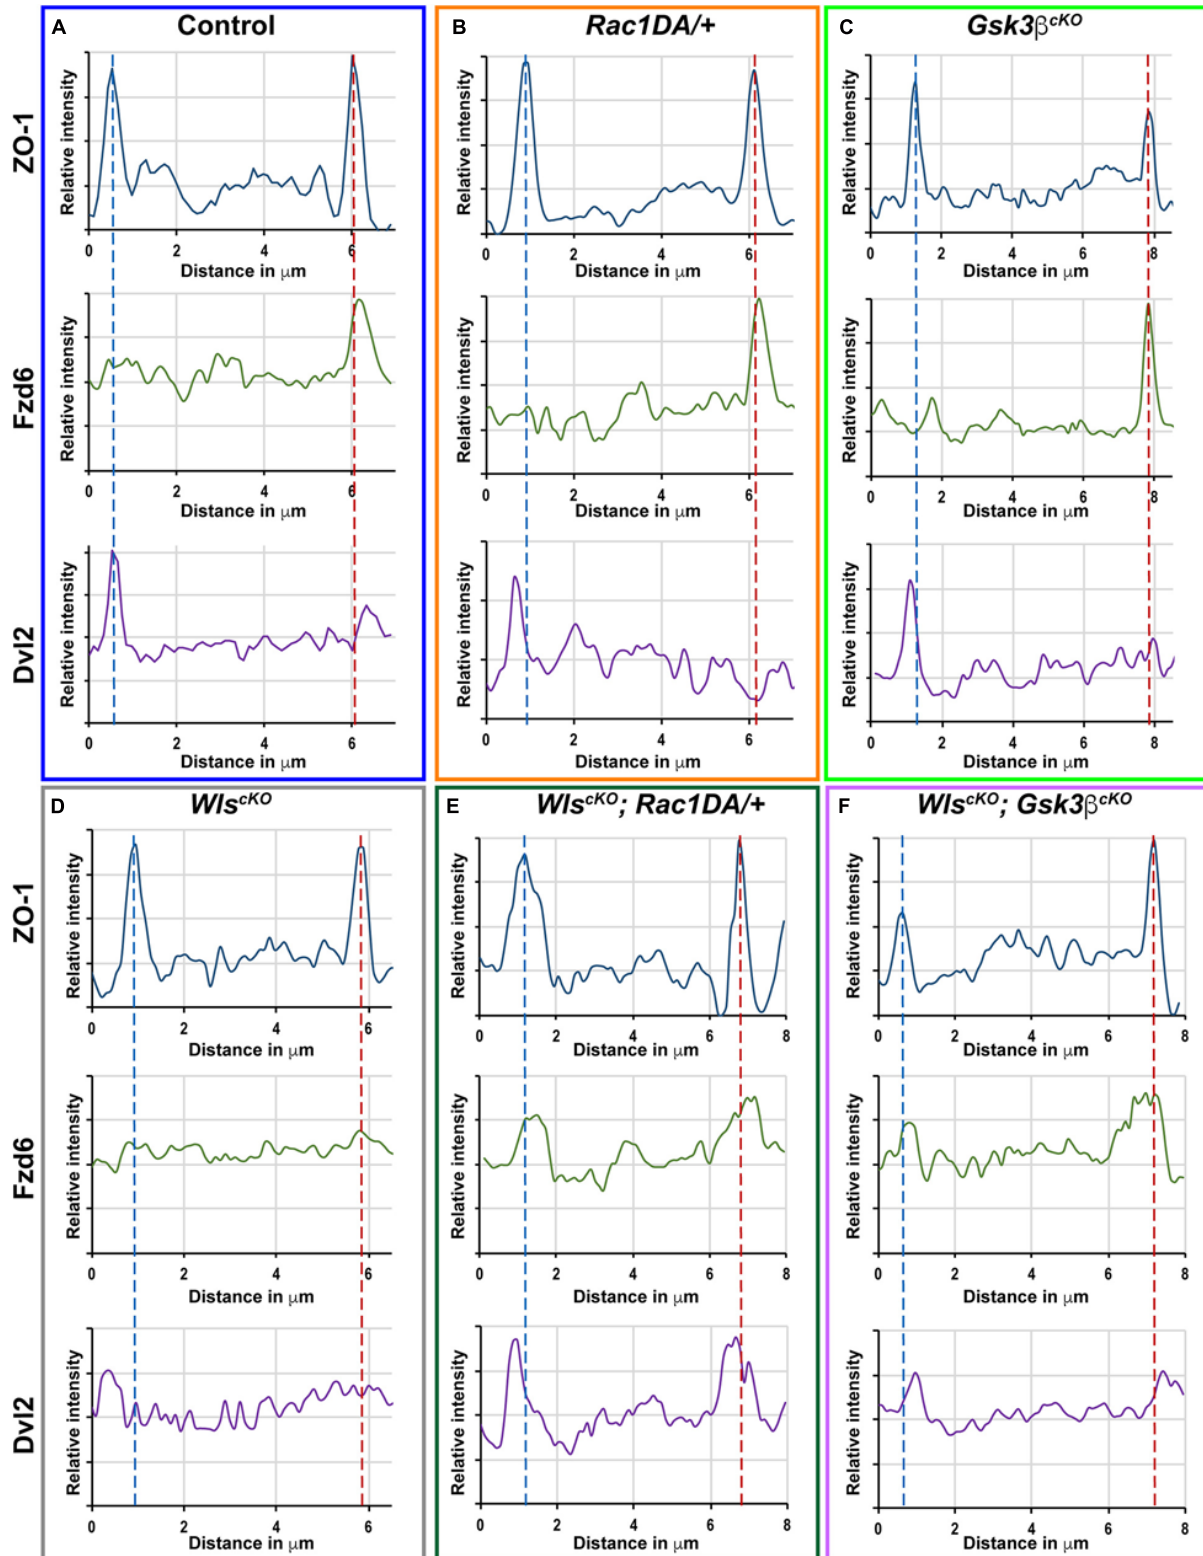 A Control
ZO-1
Relative intensity
0 2 4 6
Distance in μm
Fzd6
Relative intensity
0 2 4 6
Distance in μm
Dvl2
Relative intensity
0 2 4 6
Distance in μm
B Rac1DA/+
Relative intensity
0 2 4 6
Distance in μm
Relative intensity
0 2 4 6
Distance in μm
Relative intensity
0 2 4 6
Distance in μm
C Gsk3βcKO
Relative intensity
0 2 4 6 8
Distance in μm
Relative intensity
0 2 4 6 8
Distance in μm
Relative intensity
0 2 4 6 8
Distance in μm
D WlscKO
ZO-1
Relative intensity
0 2 4 6
Distance in μm
Fzd6
Relative intensity
0 2 4 6
Distance in μm
Dvl2
Relative intensity
0 2 4 6
Distance in μm
E WlscKO; Rac1DA/+
Relative intensity
0 2 4 6 8
Distance in μm
Relative intensity
0 2 4 6 8
Distance in μm
Relative intensity
0 2 4 6 8
Distance in μm
F WlscKO; Gsk3βcKO
Relative intensity
0 2 4 6 8
Distance in μm
Relative intensity
0 2 4 6 8
Distance in μm
Relative intensity
0 2 4 6 8
Distance in μm